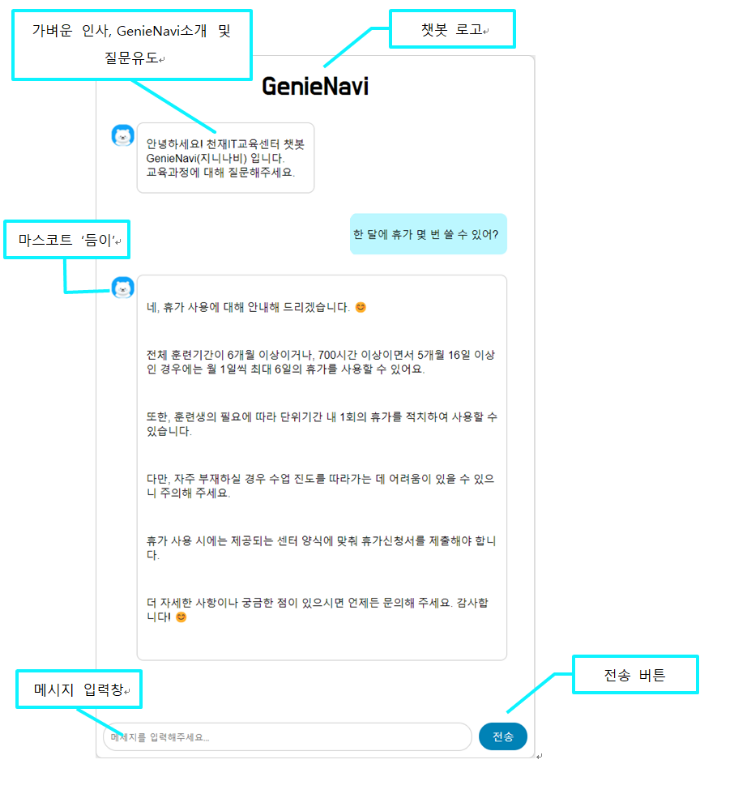 가벼운 인사, GenieNavi소개 및
질문유도
챗봇 로고
GenieNavi
안녕하세요! 천재IT교육센터 챗봇
GenieNavi(지니나비) 입니다.
교육과정에 대해 질문해주세요.
한 달에 휴가 몇 번 쓸 수 있어?
마스코트 ‘듬이’
네, 휴가 사용에 대해 안내해 드리겠습니다. 😊
전체 훈련기간이 6개월 이상이거나, 700시간 이상이면서 5개월 16일 이상
인 경우에는 월 1일씩 최대 6일의 휴가를 사용할 수 있어요.
또한, 훈련생의 필요에 따라 단위기간 내 1회의 휴가를 적치하여 사용할 수
있습니다.
다만, 자주 부재하실 경우 수업 진도를 따라가는 데 어려움이 있을 수 있으
니 주의해 주세요.
휴가 사용 시에는 제공되는 센터 양식에 맞춰 휴가신청서를 제출해야 합니
다.
더 자세한 사항이나 궁금한 점이 있으시면 언제든 문의해 주세요. 감사합
니다! 😊
메시지 입력창
전송 버튼
메세지를 입력해주세요...
전송